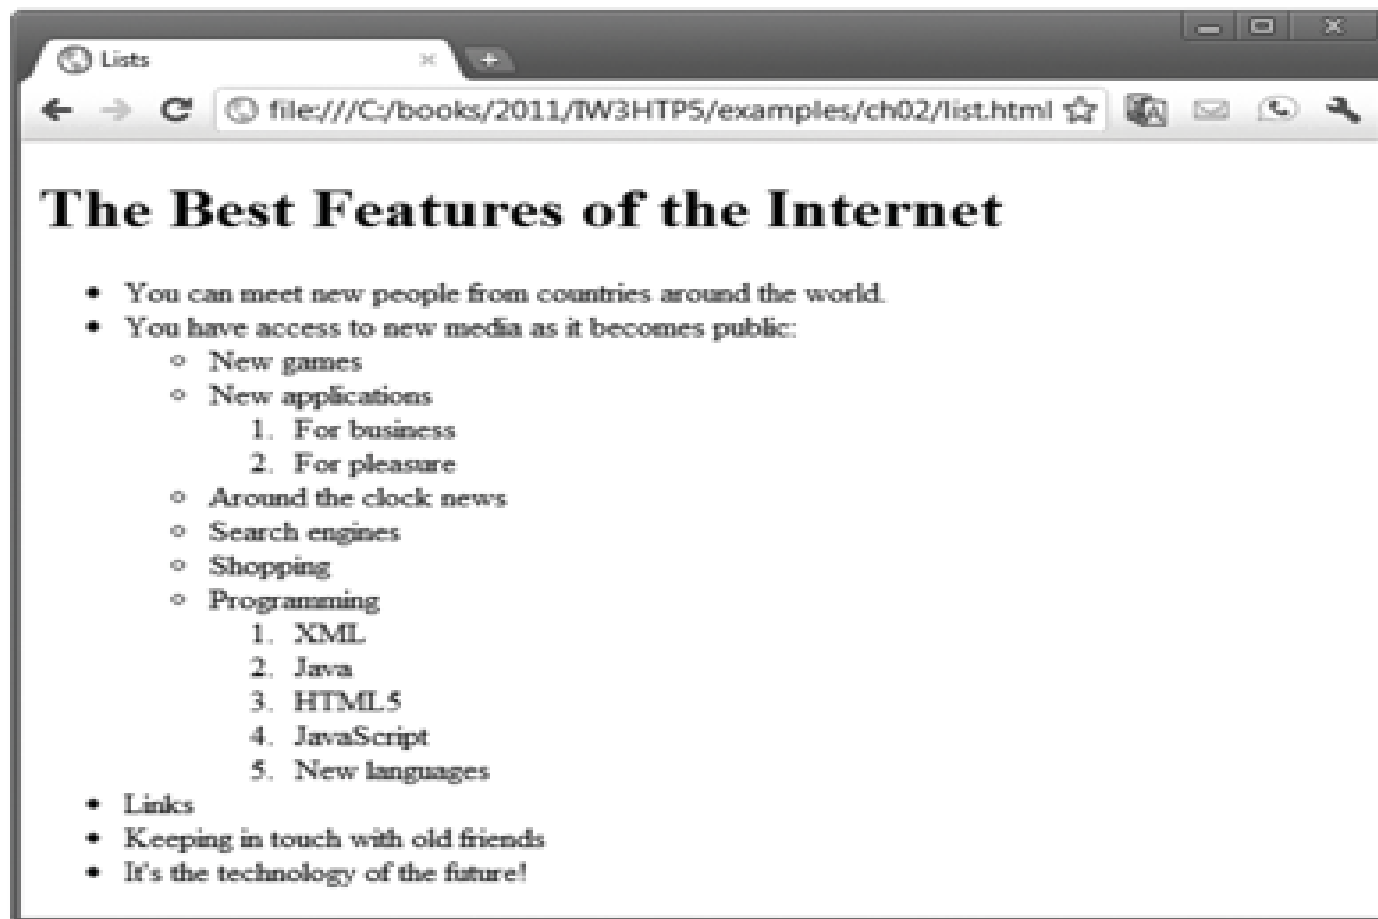 Lists
file:///C:/books/2011/IW3HTP5/examples/ch02/list.html
The Best Features of the Internet
• You can meet new people from countries around the world.
• You have access to new media as it becomes public:
○ New games
○ New applications
1. For business
2. For pleasure
○ Around the clock news
○ Search engines
○ Shopping
○ Programming
1. XML
2. Java
3. HTML5
4. JavaScript
5. New languages
• Links
• Keeping in touch with old friends
• It's the technology of the future!